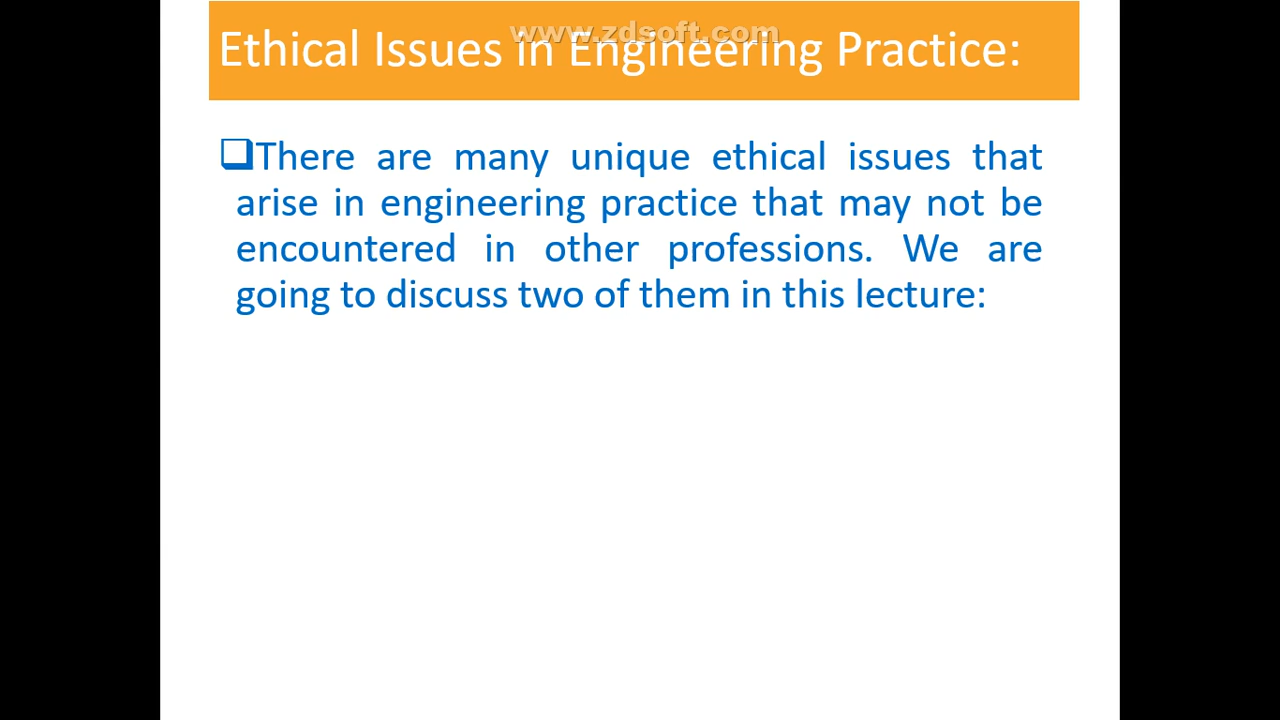 www.zdsoft.com
Ethical Issues in Engineering Practice:
❑There are many unique ethical issues that
arise in engineering practice that may not be
encountered in other professions. We are
going to discuss two of them in this lecture: